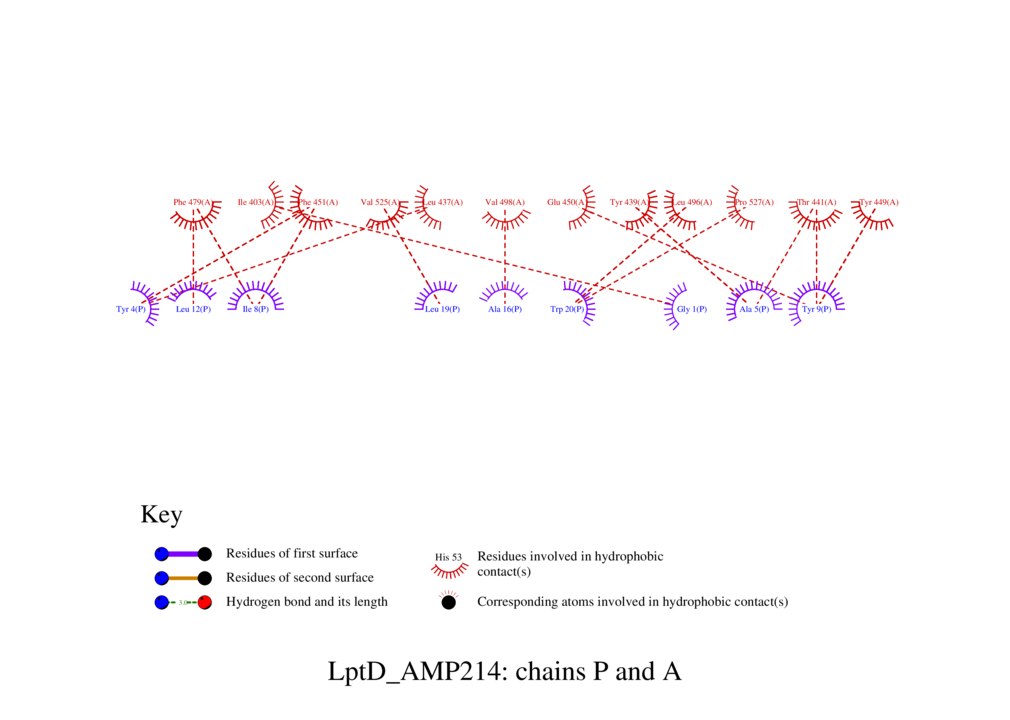 Phe 479(A) Ile 403(A) Phe 451(A) Val 525(A) Leu 437(A) Val 498(A) Glu 450(A) Tyr 439(A) Leu 496(A) Pro 527(A) Thr 441(A) Tyr 449(A)
Tyr 4(P) Leu 12(P) Ile 8(P) Leu 19(P) Ala 16(P) Trp 20(P) Gly 1(P) Ala 5(P) Tyr 9(P)
Key
Residues of first surface
Residues of second surface
3.0
Hydrogen bond and its length
His 53
Residues involved in hydrophobic
contact(s)
Corresponding atoms involved in hydrophobic contact(s)
LptD_AMP214: chains P and A